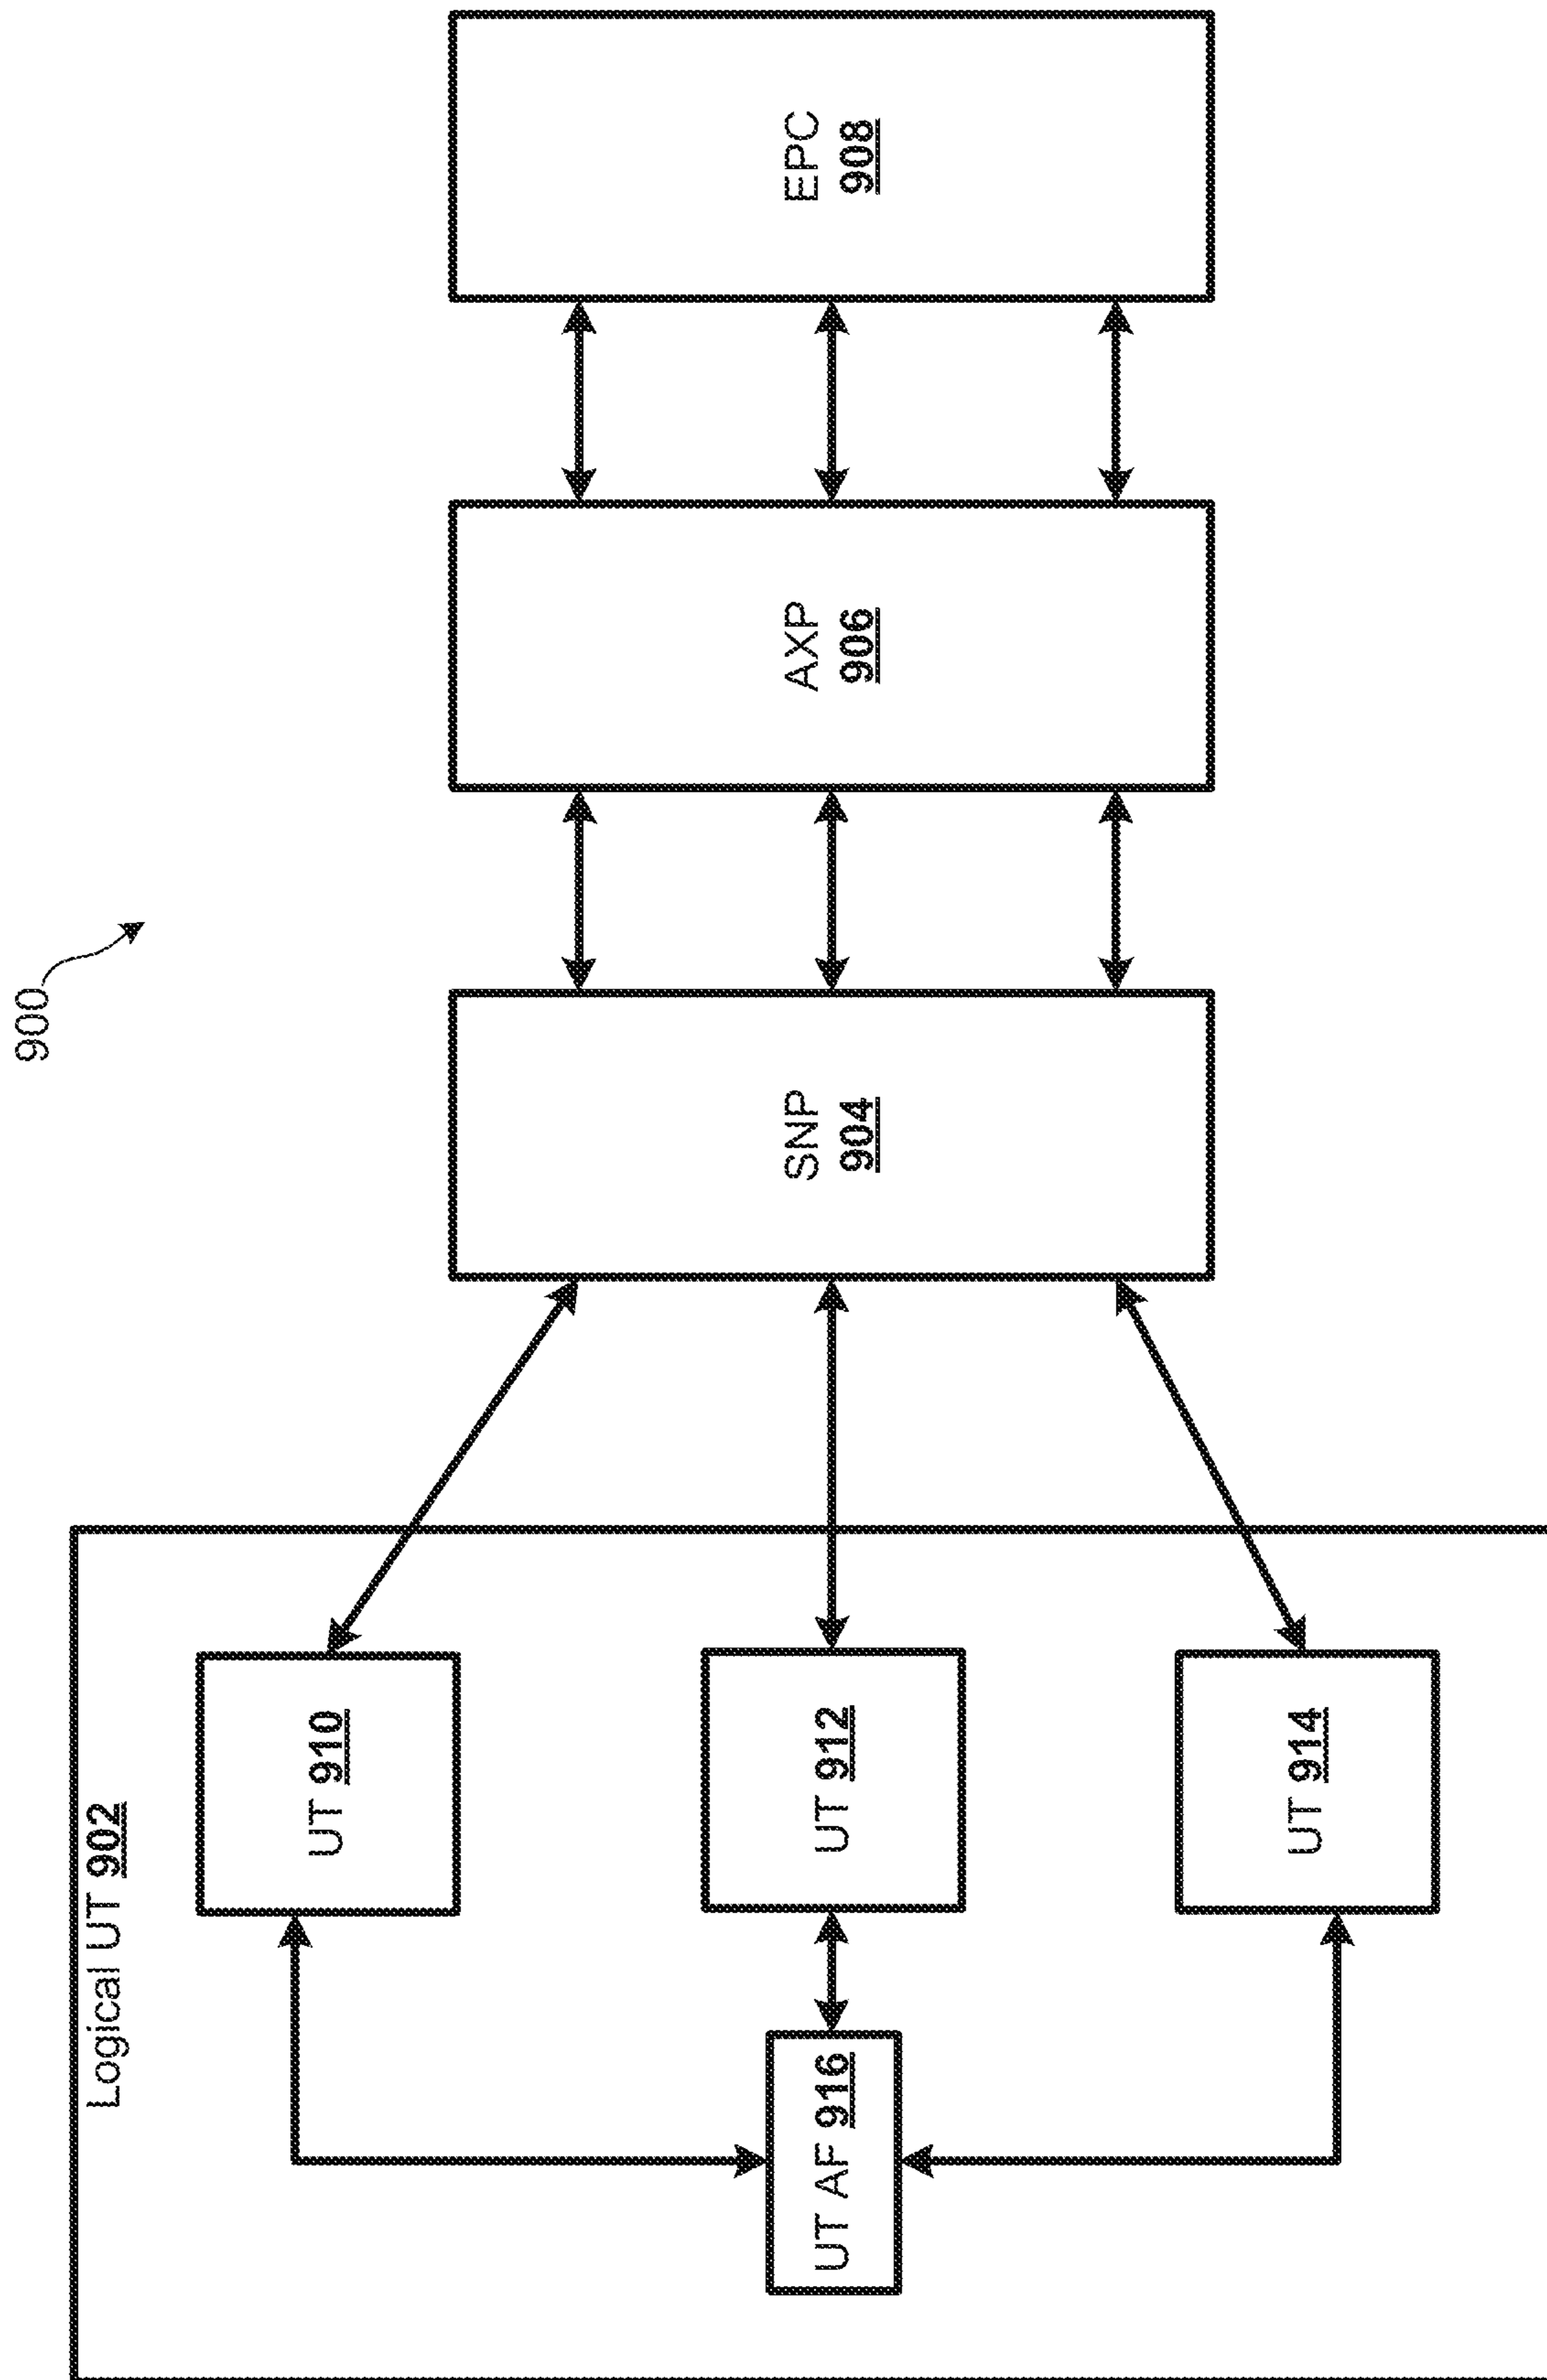 900
Logical UT 902
UT 910
UT AF 916
UT 912
UT 914
SNP
904
AXP
906
EPC
908